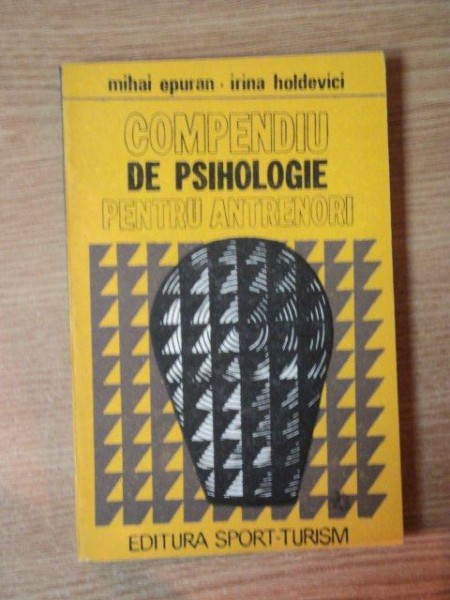 mihai epuran · irina holdevici
COMPENDIU
DE PSIHOLOGIE
PENTRU ANTRENORI
EDITURA SPORT-TURISM